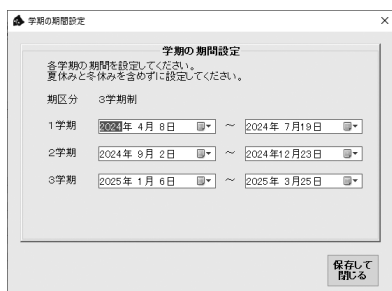 学期の期間設定
学期の期間設定
各学期の期間を設定してください。
夏休みと冬休みを含めずに設定してください。
期区分 3学期制
1学期 2024年 4月 8日 ～ 2024年 7月19日
2学期 2024年 9月 2日 ～ 2024年12月23日
3学期 2025年 1月 6日 ～ 2025年 3月25日
保存して
閉じる